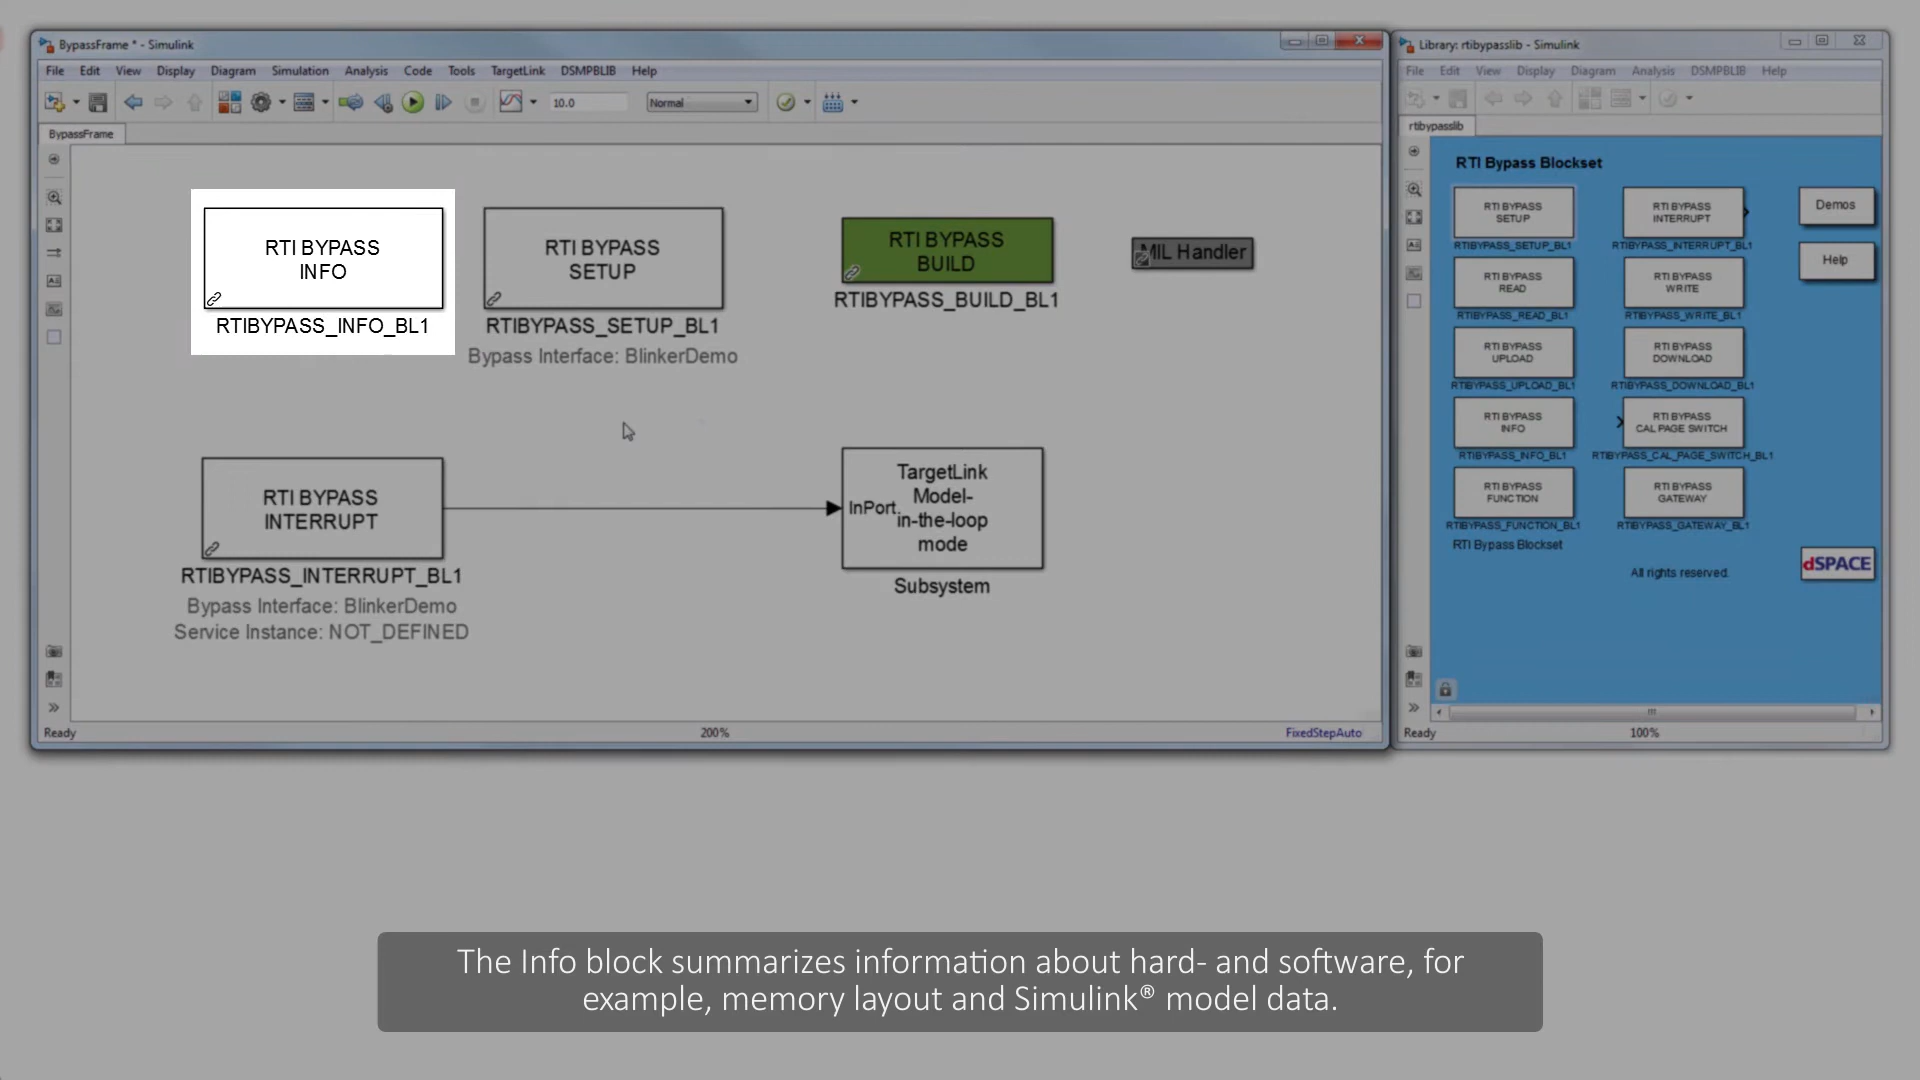 BypassFrame * - Simulink
File Edit View Display Diagram Simulation Analysis Code Tools TargetLink DSMPBLIB Help
10.0 Normal
BypassFrame
RTI BYPASS
INFO
RTIBYPASS_INFO_BL1
RTI BYPASS
SETUP
RTIBYPASS_SETUP_BL1
Bypass Interface: BlinkerDemo
RTI BYPASS
BUILD
RTIBYPASS_BUILD_BL1
MIL Handler
RTI BYPASS
INTERRUPT
RTIBYPASS_INTERRUPT_BL1
Bypass Interface: BlinkerDemo
Service Instance: NOT_DEFINED
InPort
TargetLink
Model-
in-the-loop
mode
Subsystem
Ready 200% FixedStepAuto
Library: rtibypasslib - Simulink
File Edit View Display Diagram Analysis DSMPBLIB Help
rtibypasslib
RTI Bypass Blockset
RTI BYPASS
SETUP
RTIBYPASS_SETUP_BL1
RTI BYPASS
INTERRUPT
RTIBYPASS_INTERRUPT_BL1
Demos
RTI BYPASS
READ
RTIBYPASS_READ_BL1
RTI BYPASS
WRITE
RTIBYPASS_WRITE_BL1
Help
RTI BYPASS
UPLOAD
RTIBYPASS_UPLOAD_BL1
RTI BYPASS
DOWNLOAD
RTIBYPASS_DOWNLOAD_BL1
RTI BYPASS
INFO
RTIBYPASS_INFO_BL1
RTI BYPASS
CAL PAGE SWITCH
RTIBYPASS_CAL_PAGE_SWITCH_BL1
RTI BYPASS
FUNCTION
RTIBYPASS_FUNCTION_BL1
RTI BYPASS
GATEWAY
RTIBYPASS_GATEWAY_BL1
RTI Bypass Blockset
All rights reserved.
dSPACE
Ready 100%
The Info block summarizes information about hard- and software, for
example, memory layout and Simulink® model data.